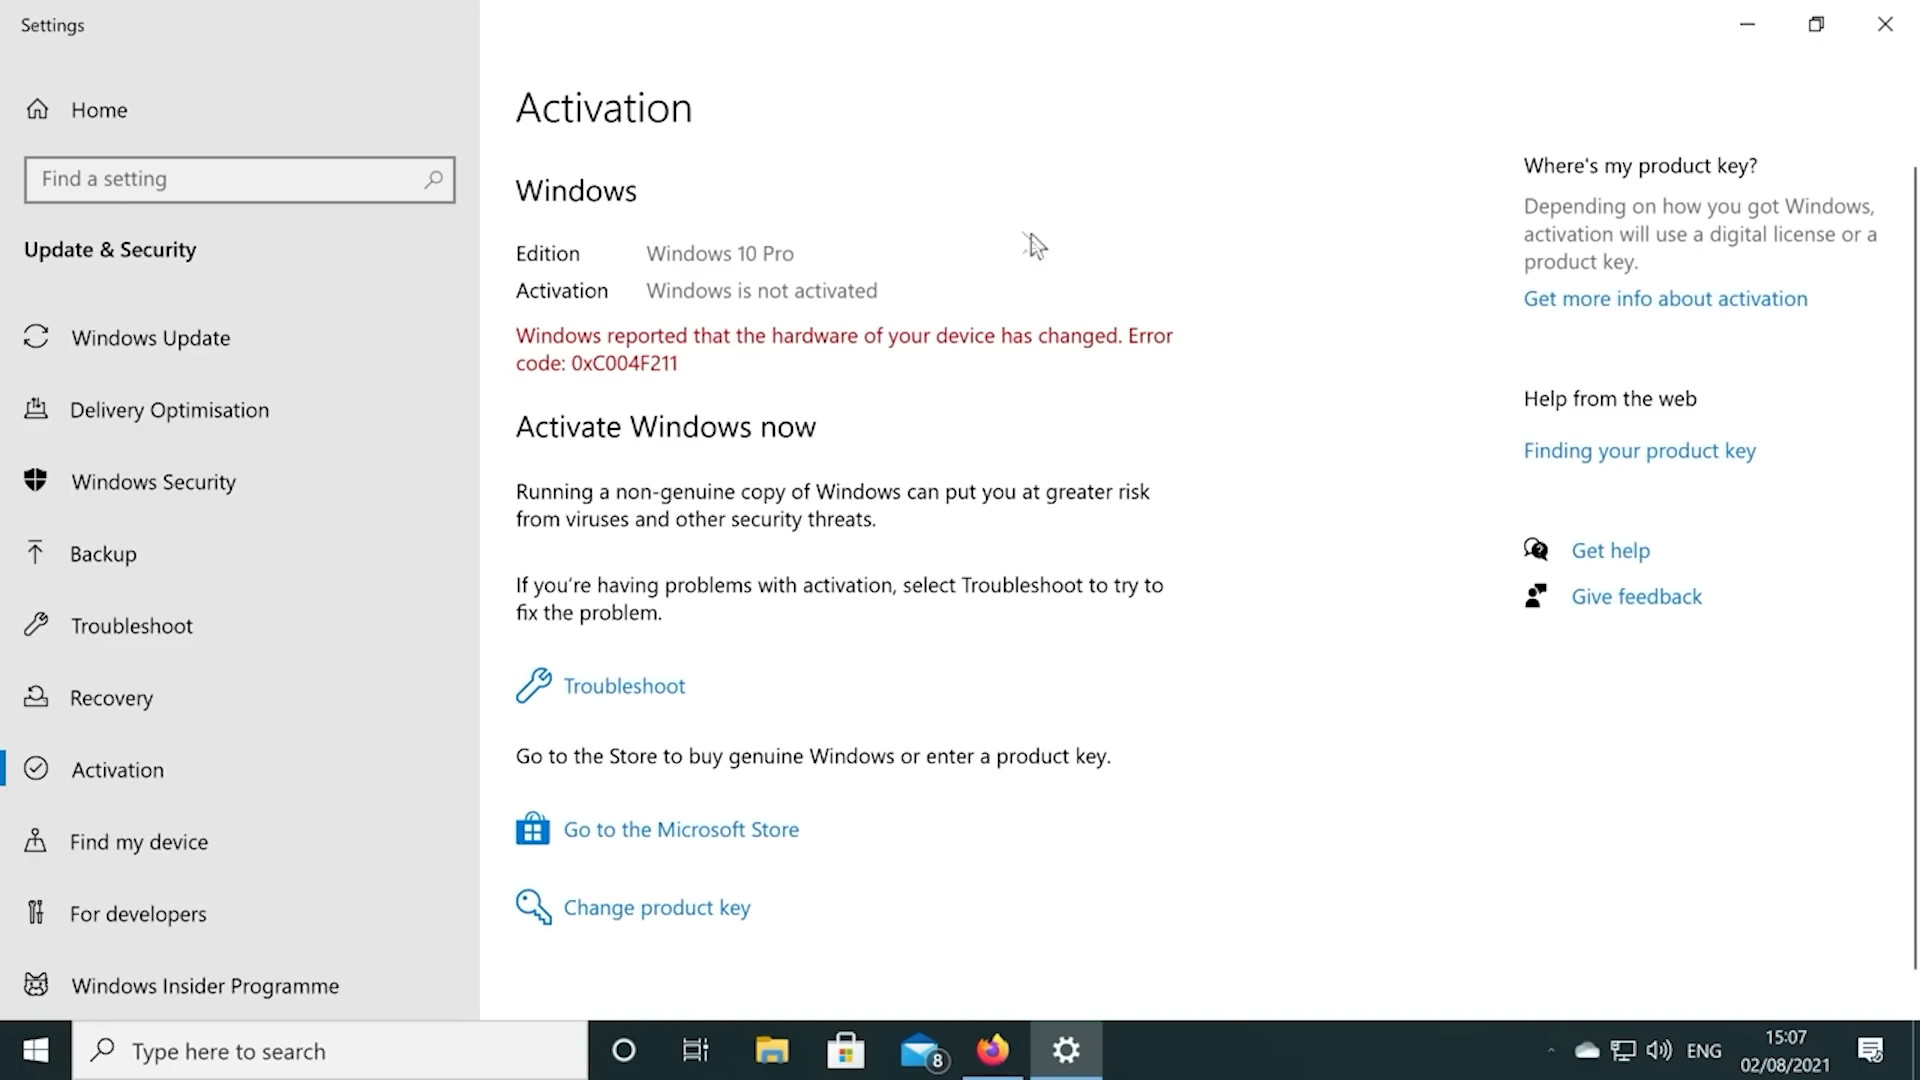 Settings
Home
Find a setting
Update & Security
Windows Update
Delivery Optimisation
Windows Security
Backup
Troubleshoot
Recovery
Activation
Find my device
For developers
Windows Insider Programme
Activation
Windows
Edition Windows 10 Pro
Activation Windows is not activated
Windows reported that the hardware of your device has changed. Error
code: 0xC004F211
Activate Windows now
Running a non-genuine copy of Windows can put you at greater risk
from viruses and other security threats.
If you're having problems with activation, select Troubleshoot to try to
fix the problem.
Troubleshoot
Go to the Store to buy genuine Windows or enter a product key.
Go to the Microsoft Store
Change product key
Where's my product key?
Depending on how you got Windows,
activation will use a digital license or a
product key.
Get more info about activation
Help from the web
Finding your product key
Get help
Give feedback
Type here to search
8
ENG
15:07
02/08/2021